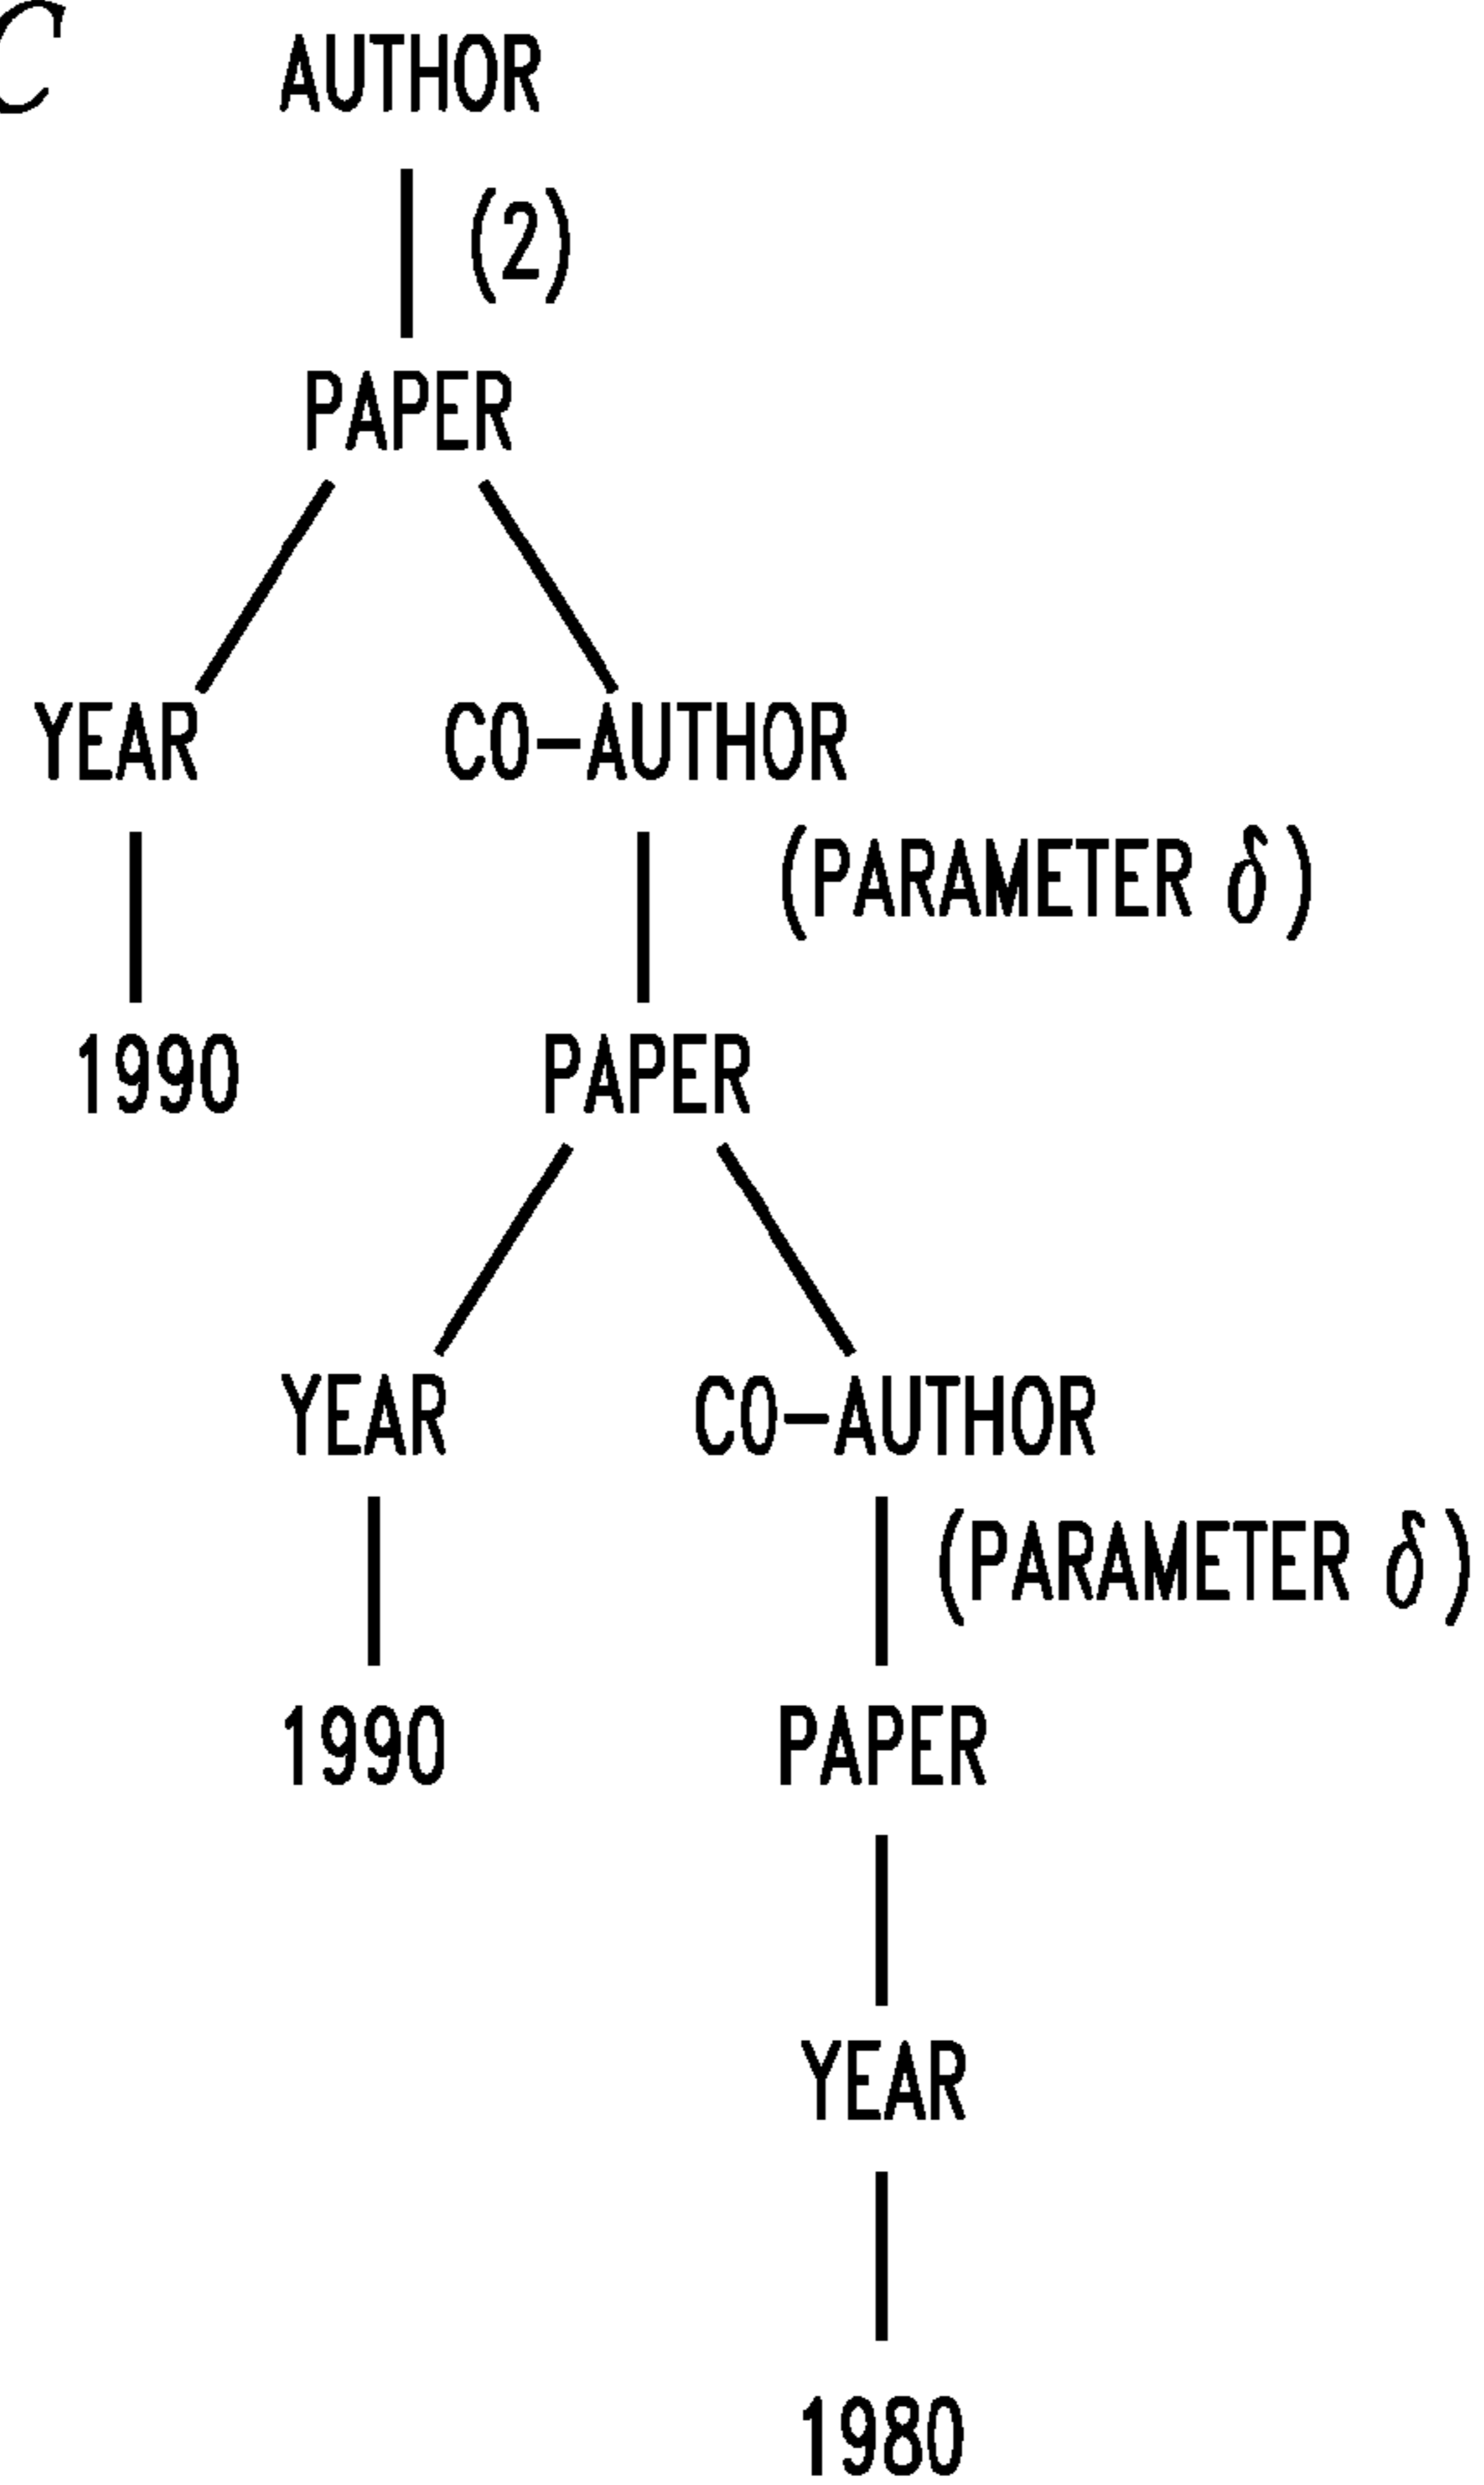 C AUTHOR
(2)
PAPER
YEAR CO-AUTHOR
(PARAMETER δ)
1990 PAPER
YEAR CO-AUTHOR
(PARAMETER δ)
1990 PAPER
YEAR
1980